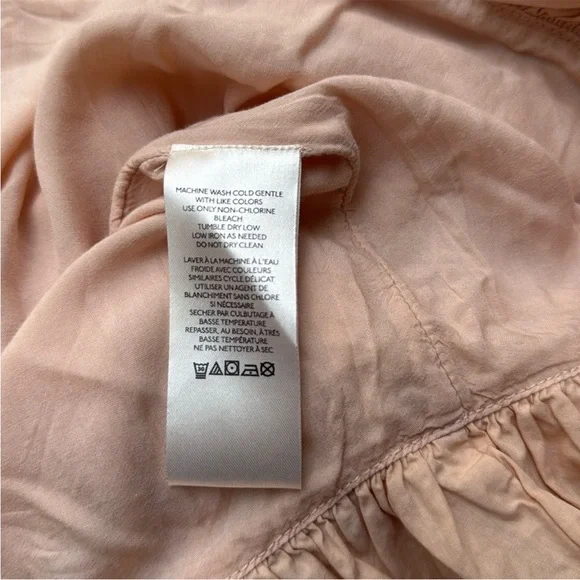 MACHINE WASH COLD GENTLE
WITH LIKE COLORS
USE ONLY NON-CHLORINE
BLEACH
TUMBLE DRY LOW
LOW IRON AS NEEDED
DO NOT DRY CLEAN
LAVER À LA MACHINE À L'EAU
FROIDE AVEC COULEURS
SIMILAIRES CYCLE DÉLICAT
UTILISER UN AGENT DE
BLANCHIMENT SANS CHLORE
SI NÉCESSAIRE
SECHER PAR CULBUTAGE À
BASSE TEMPÉRATURE
REPASSER, AU BESOIN, À TRÈS
BASSE TEMPÉRATURE
NE PAS NETTOYER À SEC
30